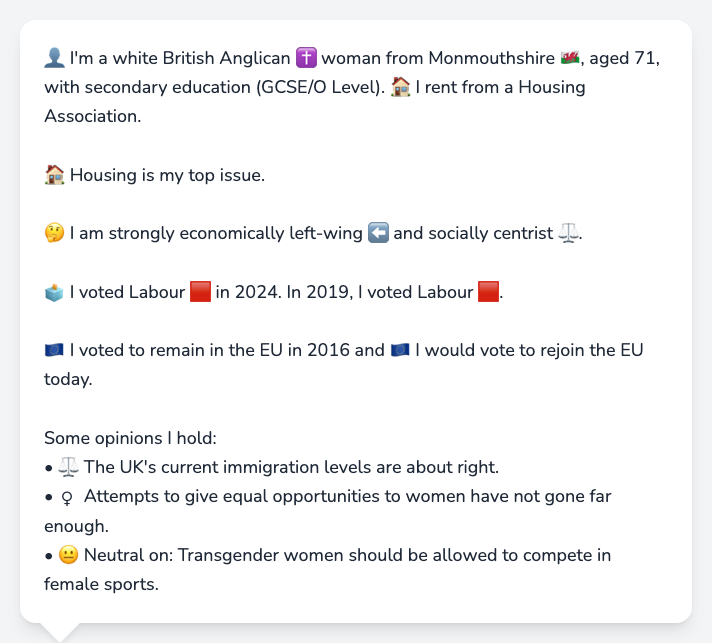 👤 I'm a white British Anglican ✝️ woman from Monmouthshire 🏴󠁧󠁢󠁷󠁬󠁳󠁿, aged 71,
with secondary education (GCSE/O Level). 🏠 I rent from a Housing
Association.
🏠 Housing is my top issue.
🤔 I am strongly economically left-wing ⬅️ and socially centrist ⚖️.
🗳️ I voted Labour 🟥 in 2024. In 2019, I voted Labour 🟥.
🇪🇺 I voted to remain in the EU in 2016 and 🇪🇺 I would vote to rejoin the EU
today.
Some opinions I hold:
• ⚖️ The UK's current immigration levels are about right.
• ♀ Attempts to give equal opportunities to women have not gone far
enough.
• 😐 Neutral on: Transgender women should be allowed to compete in
female sports.